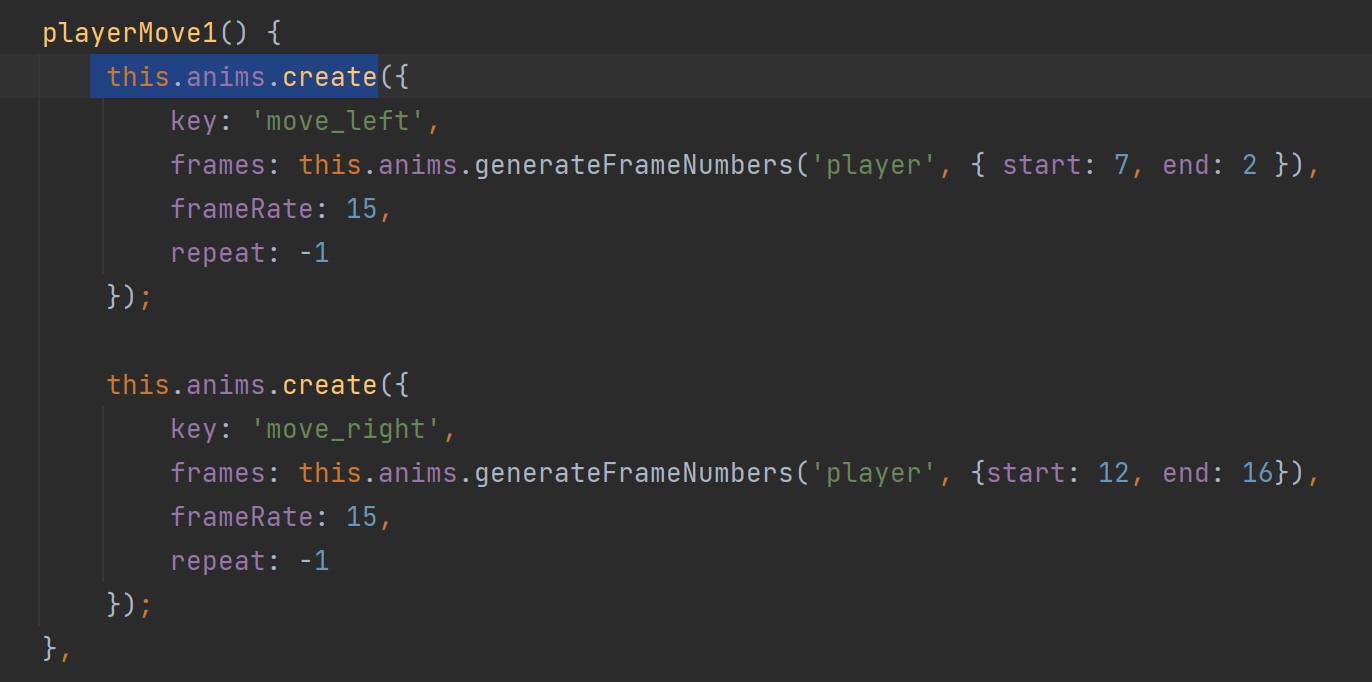 playerMove1() {
this.anims.create({
key: 'move_left',
frames: this.anims.generateFrameNumbers('player', { start: 7, end: 2 }),
frameRate: 15,
repeat: -1
});
this.anims.create({
key: 'move_right',
frames: this.anims.generateFrameNumbers('player', {start: 12, end: 16}),
frameRate: 15,
repeat: -1
});
},